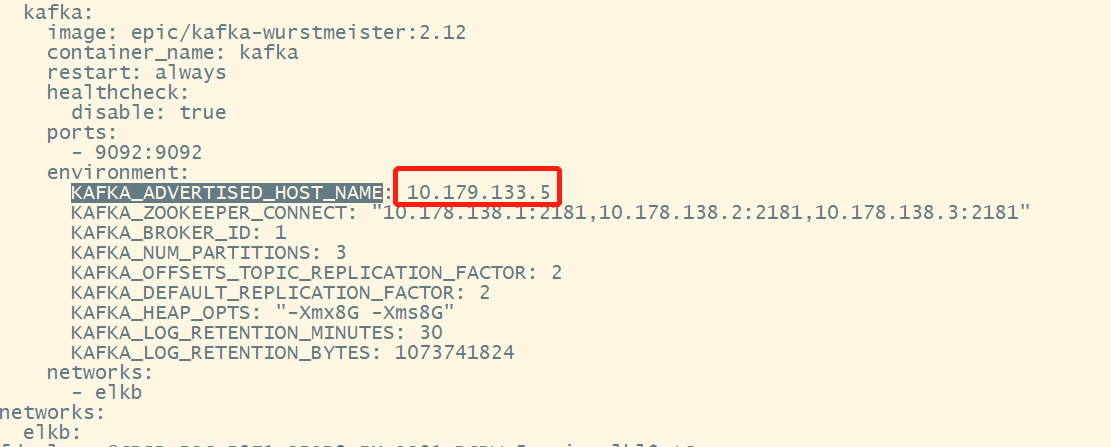 kafka:
image: epic/kafka-wurstmeister:2.12
container_name: kafka
restart: always
healthcheck:
disable: true
ports:
- 9092:9092
environment:
KAFKA_ADVERTISED_HOST_NAME: 10.179.133.5
KAFKA_ZOOKEEPER_CONNECT: "10.178.138.1:2181,10.178.138.2:2181,10.178.138.3:2181"
KAFKA_BROKER_ID: 1
KAFKA_NUM_PARTITIONS: 3
KAFKA_OFFSETS_TOPIC_REPLICATION_FACTOR: 2
KAFKA_DEFAULT_REPLICATION_FACTOR: 2
KAFKA_HEAP_OPTS: "-Xmx8G -Xms8G"
KAFKA_LOG_RETENTION_MINUTES: 30
KAFKA_LOG_RETENTION_BYTES: 1073741824
networks:
- elkb
networks:
elkb: